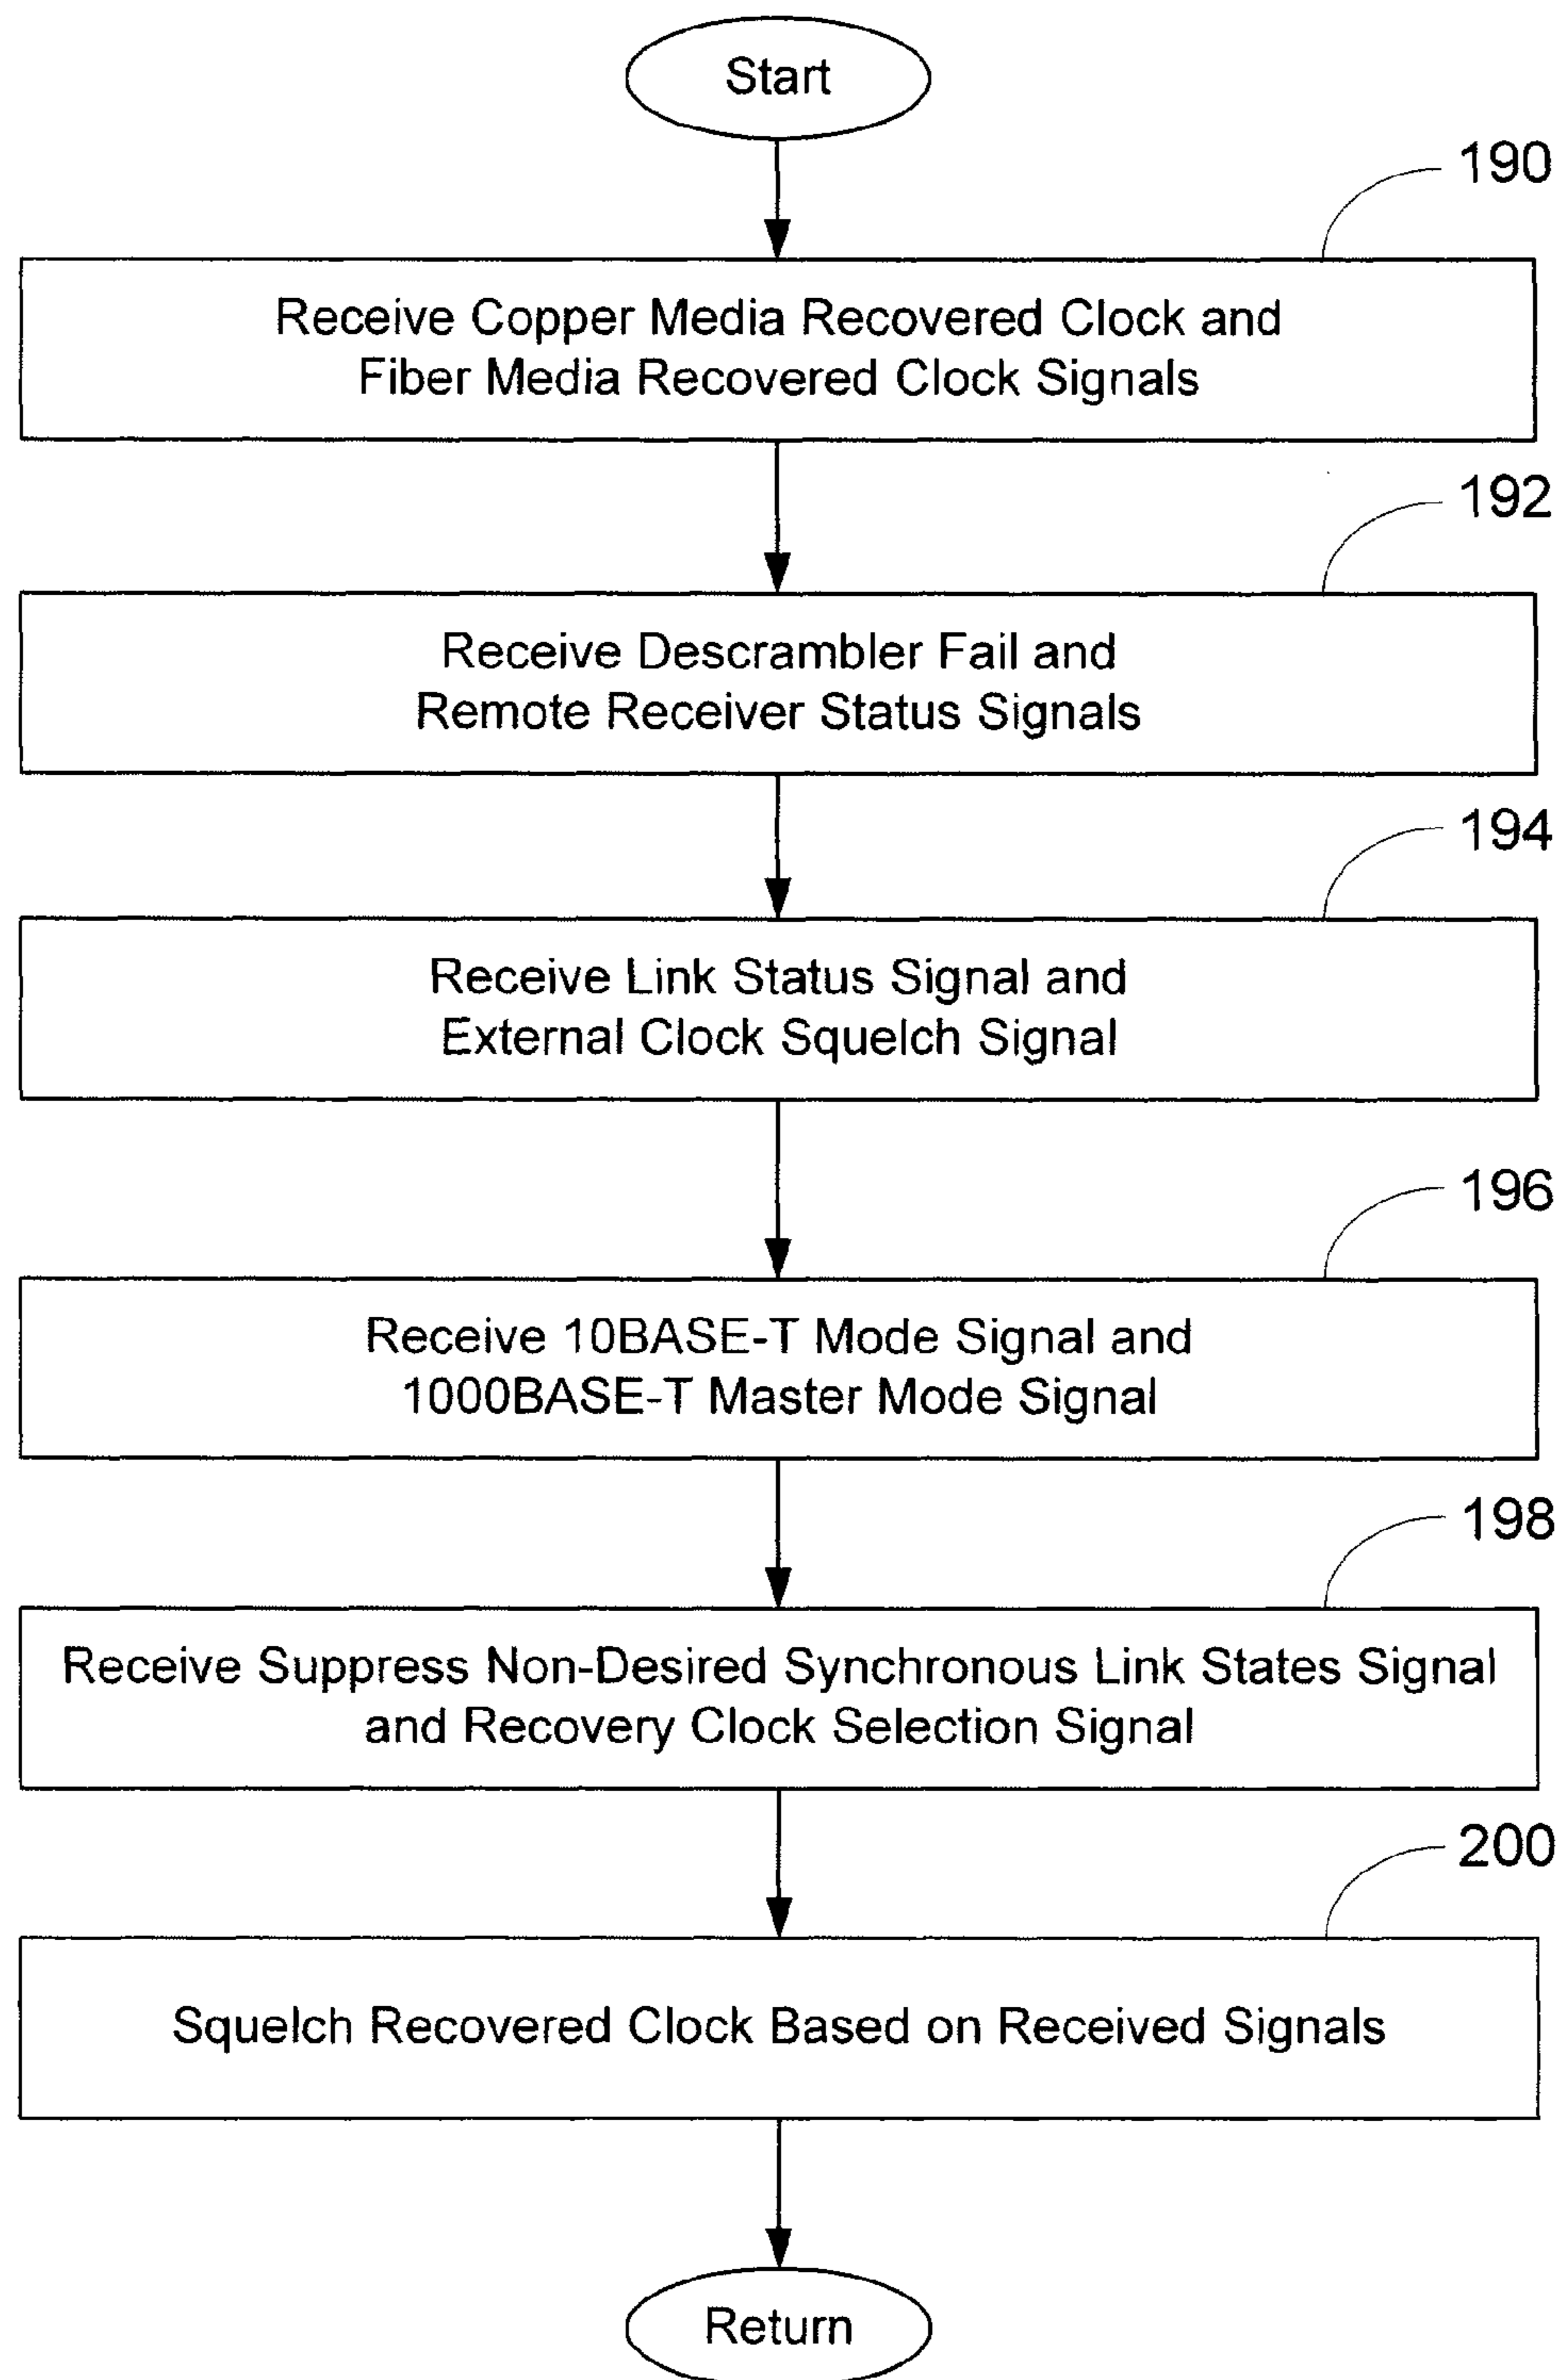 Start
190
Receive Copper Media Recovered Clock and
Fiber Media Recovered Clock Signals
192
Receive Descrambler Fail and
Remote Receiver Status Signals
194
Receive Link Status Signal and
External Clock Squelch Signal
196
Receive 10BASE-T Mode Signal and
1000BASE-T Master Mode Signal
198
Receive Suppress Non-Desired Synchronous Link States Signal
and Recovery Clock Selection Signal
200
Squelch Recovered Clock Based on Received Signals
Return